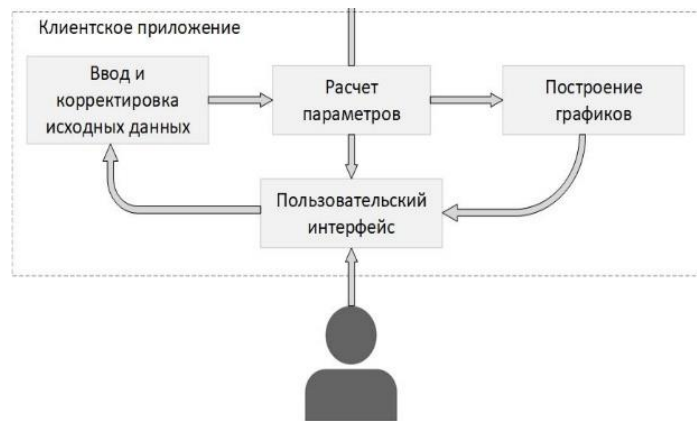 Клиентское приложение
Ввод и
корректировка
исходных данных
Расчет
параметров
Построение
графиков
Пользовательский
интерфейс